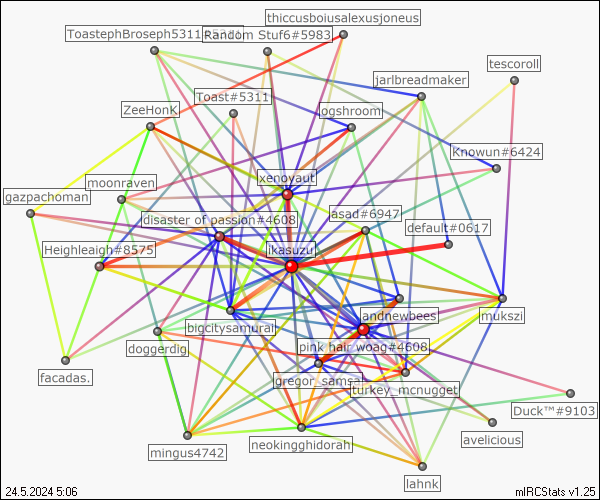 thiccusboiusalexusjoneus
ToastephBroseph5311
Random Stuf6#5983
tescoroll
jarlbreadmaker
Toast#5311
ZeeHonK
ogshroom
Knowun#6424
xenoyaut
moonraven
gazpachoman
disaster of passion#4608
asad#6947
default#0617
Heighleaigh#8575
ikasuzu
andnewbees
imukszi
bigcitysamurai
pink hair woag#4608
doggerdig
facadas.
gregor_samsa
turkey_mcnugget
Duck™#9103
avelicious
neokingghidorah
mingus4742
lahnk
24.5.2024 5:06
mIRCStats v1.25